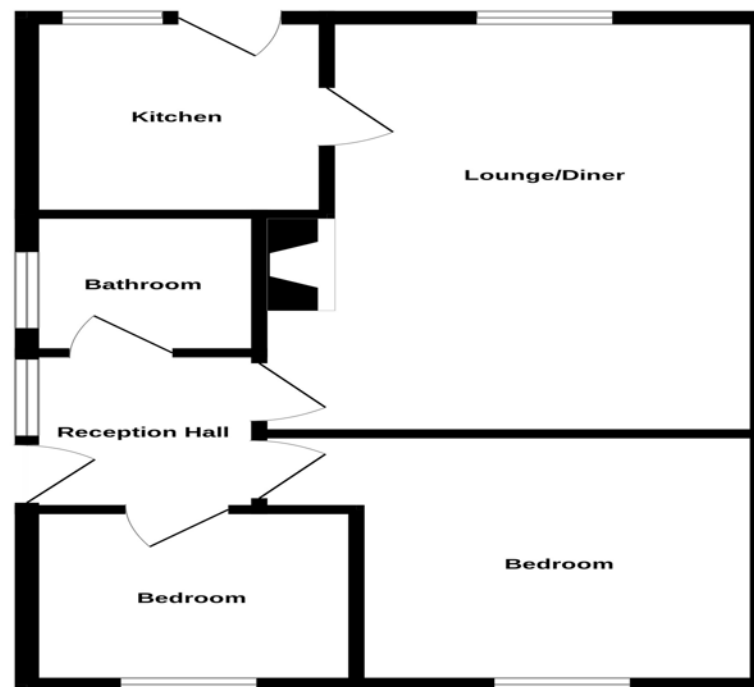 Kitchen
Lounge/Diner
Bathroom
Reception Hall
Bedroom
Bedroom